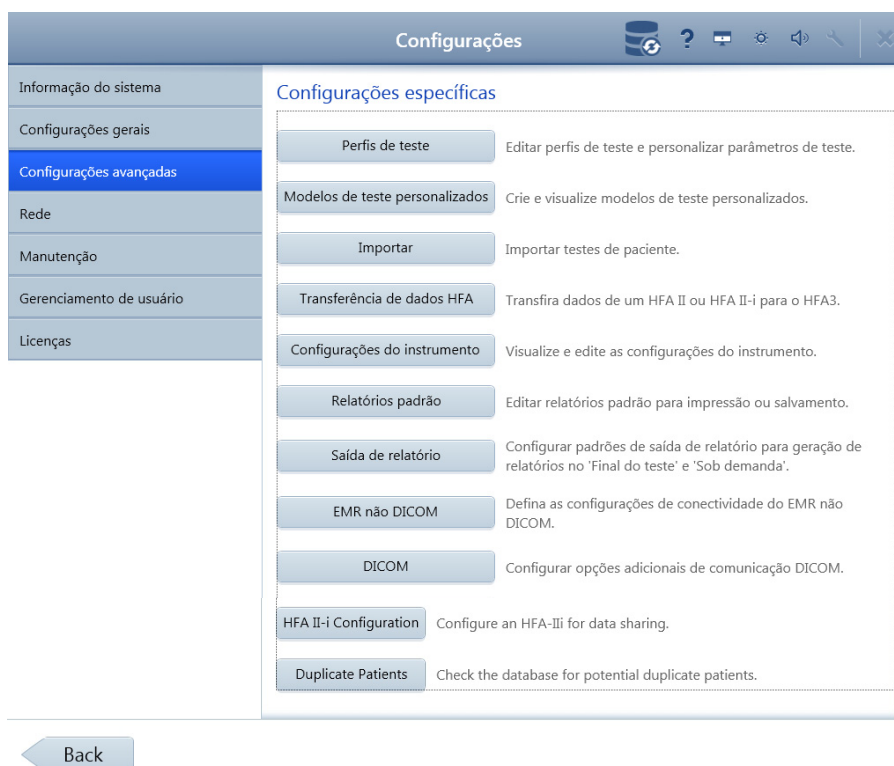 Configurações
?
Informação do sistema
Configurações gerais
Configurações avançadas
Rede
Manutenção
Gerenciamento de usuário
Licenças
Configurações específicas
Perfis de teste
Editar perfis de teste e personalizar parâmetros de teste.
Modelos de teste personalizados
Crie e visualize modelos de teste personalizados.
Importar
Importar testes de paciente.
Transferência de dados HFA
Transfira dados de um HFA II ou HFA II-i para o HFA3.
Configurações do instrumento
Visualize e edite as configurações do instrumento.
Relatórios padrão
Editar relatórios padrão para impressão ou salvamento.
Saída de relatório
Configurar padrões de saída de relatório para geração de
relatórios no 'Final do teste' e 'Sob demanda'.
EMR não DICOM
Defina as configurações de conectividade do EMR não
DICOM.
DICOM
Configurar opções adicionais de comunicação DICOM.
HFA II-i Configuration
Configure an HFA-IIi for data sharing.
Duplicate Patients
Check the database for potential duplicate patients.
Back